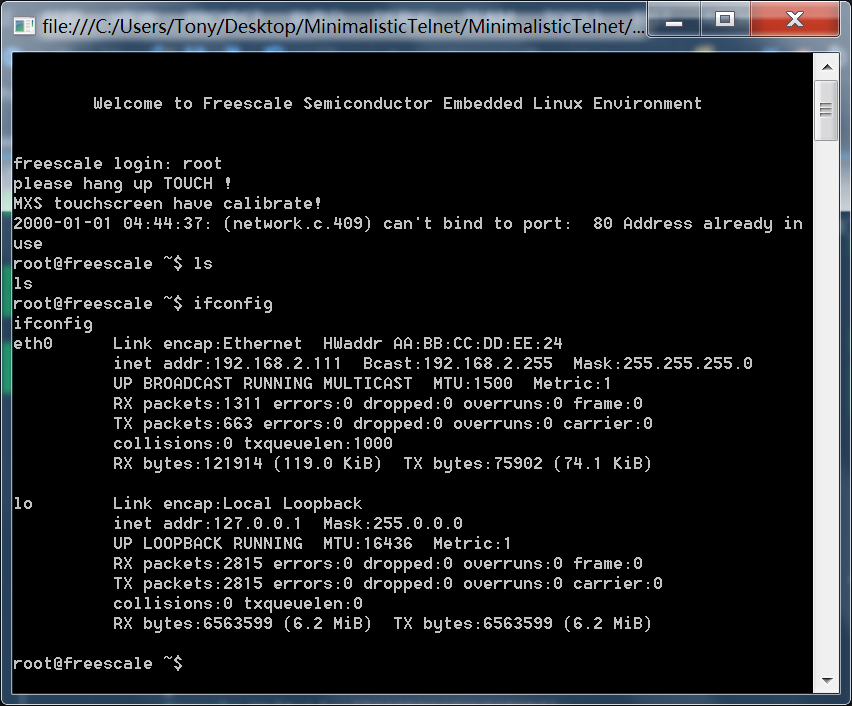 file:///C:/Users/Tony/Desktop/MinimalisticTelnet/MinimalisticTelnet/...
Welcome to Freescale Semiconductor Embedded Linux Environment
freescale login: root
please hang up TOUCH !
MXS touchscreen have calibrate!
2000-01-01 04:44:37: (network.c.409) can't bind to port:  80 Address already in
use
root@freescale ~$ ls
ls
root@freescale ~$ ifconfig
ifconfig
eth0      Link encap:Ethernet  HWaddr AA:BB:CC:DD:EE:24
          inet addr:192.168.2.111  Bcast:192.168.2.255  Mask:255.255.255.0
          UP BROADCAST RUNNING MULTICAST  MTU:1500  Metric:1
          RX packets:1311 errors:0 dropped:0 overruns:0 frame:0
          TX packets:663 errors:0 dropped:0 overruns:0 carrier:0
          collisions:0 txqueuelen:1000
          RX bytes:121914 (119.0 KiB)  TX bytes:75902 (74.1 KiB)
lo        Link encap:Local Loopback
          inet addr:127.0.0.1  Mask:255.0.0.0
          UP LOOPBACK RUNNING  MTU:16436  Metric:1
          RX packets:2815 errors:0 dropped:0 overruns:0 frame:0
          TX packets:2815 errors:0 dropped:0 overruns:0 carrier:0
          collisions:0 txqueuelen:0
          RX bytes:6563599 (6.2 MiB)  TX bytes:6563599 (6.2 MiB)
root@freescale ~$